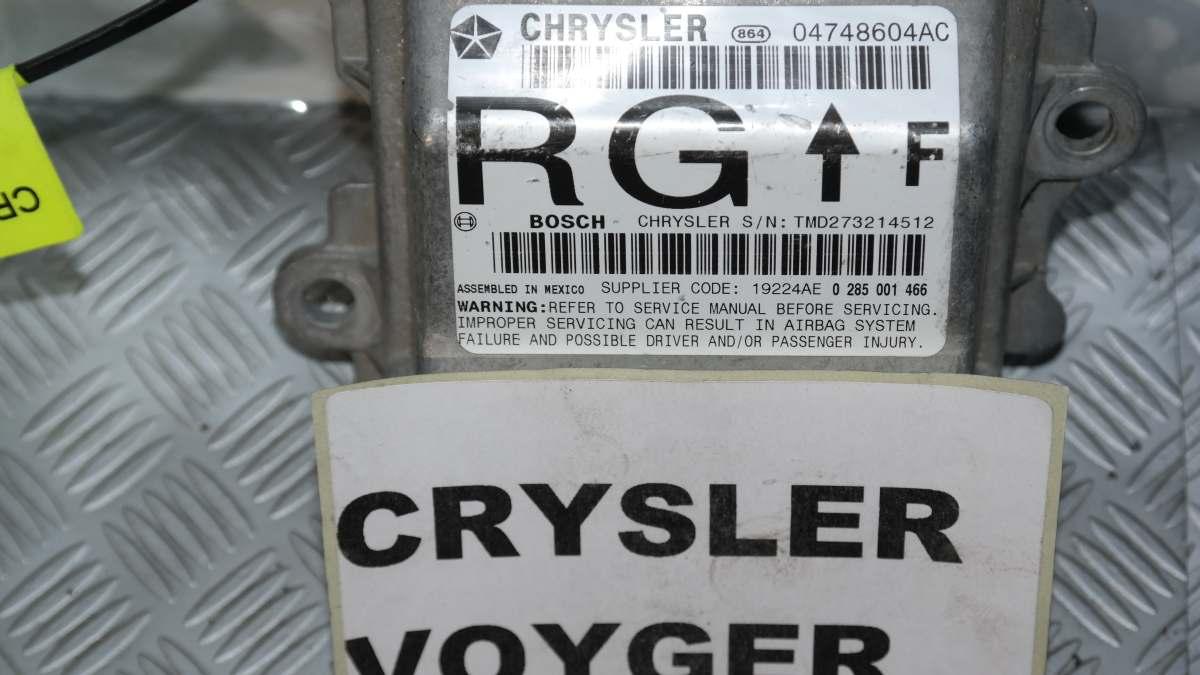 CHRYSLER 864 04748604AC
RG F
BOSCH CHRYSLER S/N: TMD273214512
ASSEMBLED IN MEXICO SUPPLIER CODE: 19224AE 0 285 001 466
WARNING: REFER TO SERVICE MANUAL BEFORE SERVICING.
IMPROPER SERVICING CAN RESULT IN AIRBAG SYSTEM
FAILURE AND POSSIBLE DRIVER AND/OR PASSENGER INJURY.
CR
CRYSLER
VOYGER